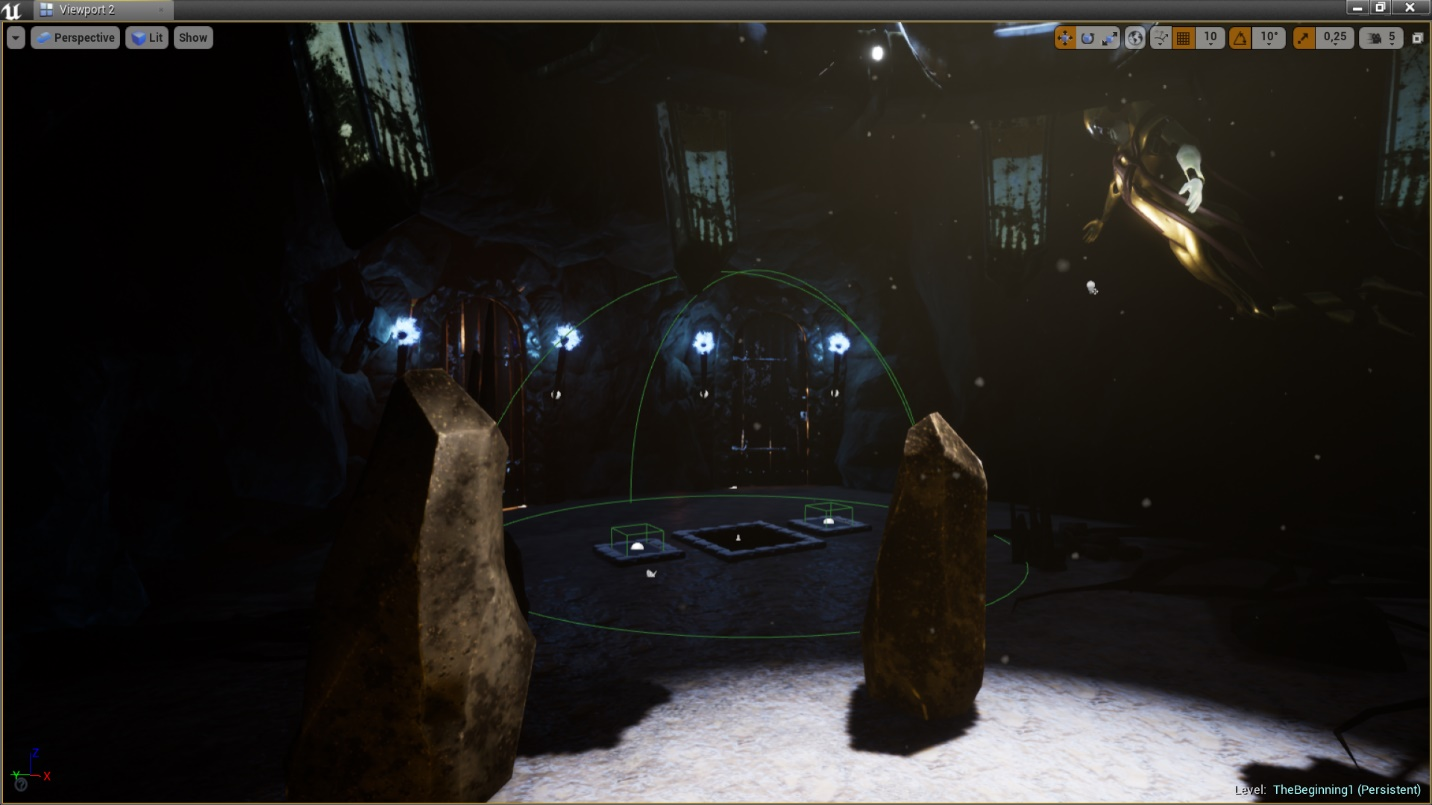 Viewport 2
Perspective Lit Show 10 10° 0,25 5
Z
Y X
Level: TheBeginning1 (Persistent)